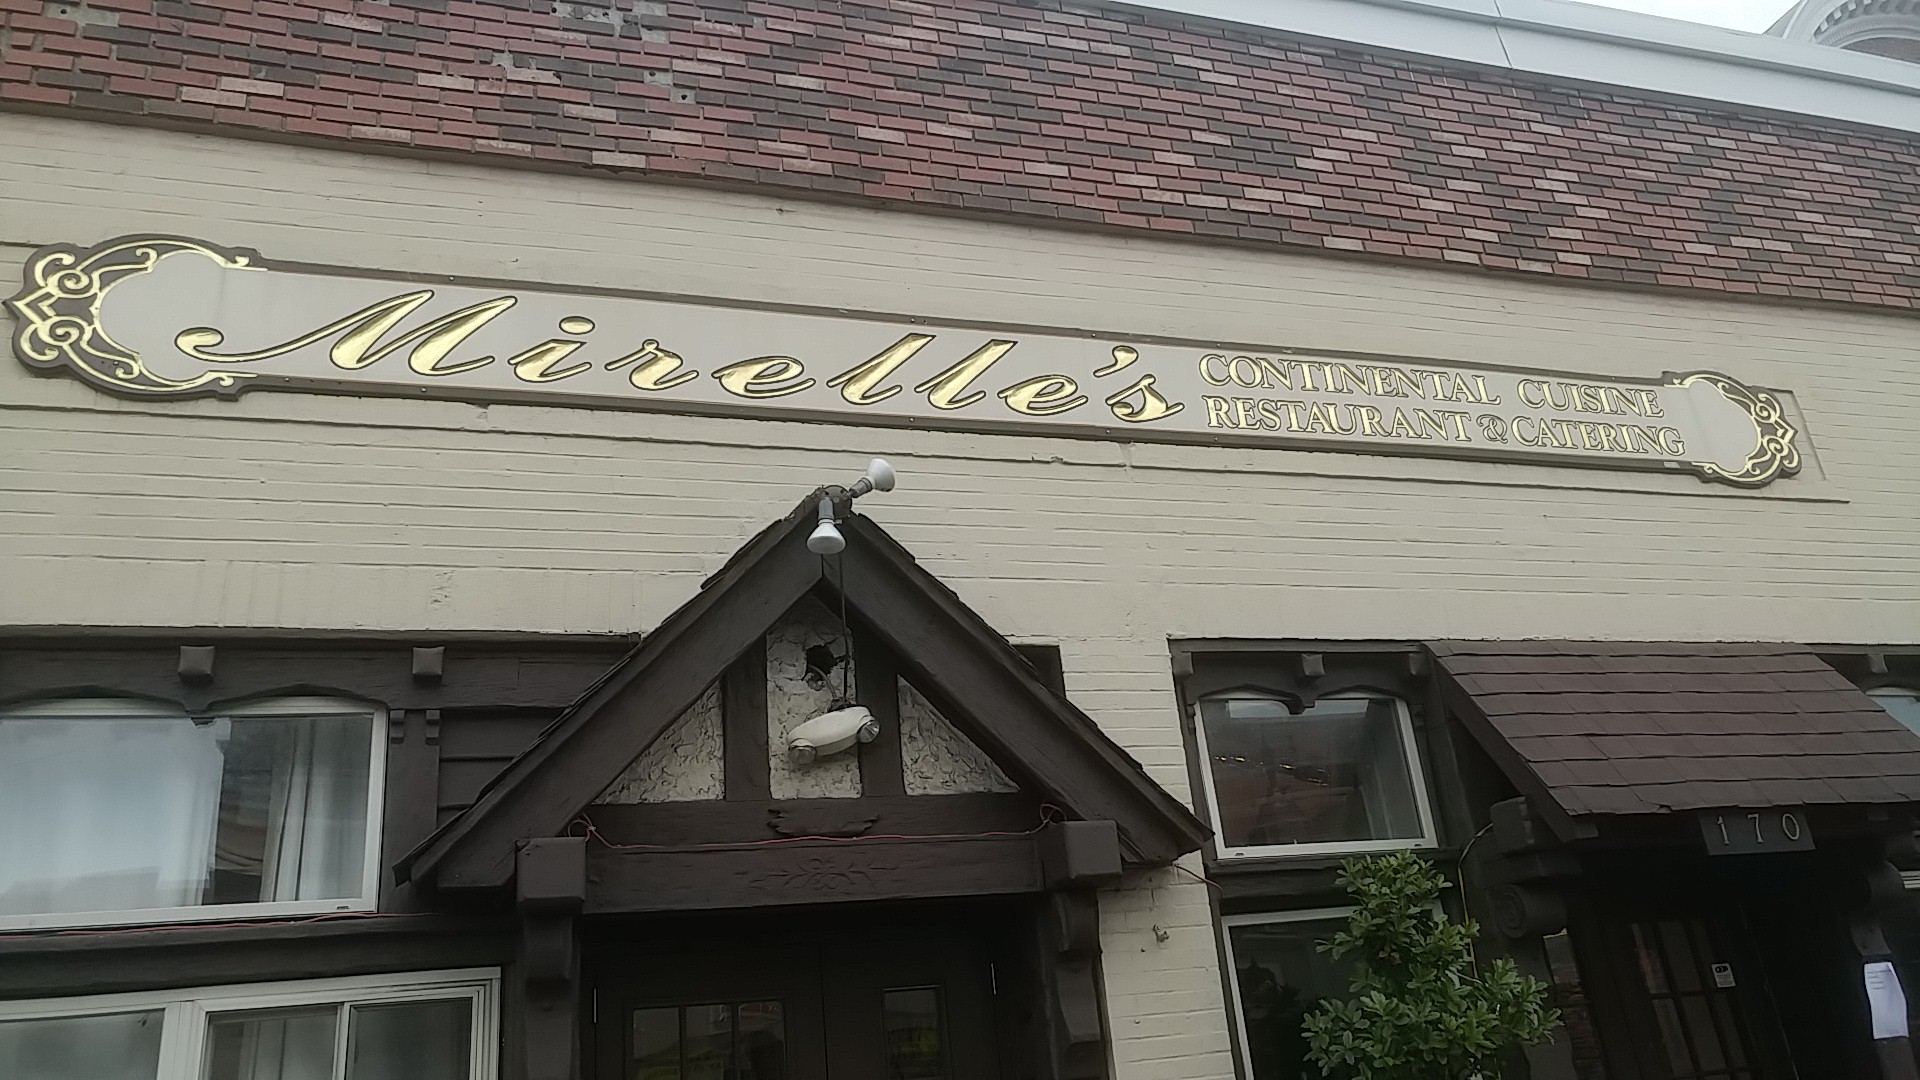 Mirelle's
CONTINENTAL CUISINE
RESTAURANT & CATERING
170